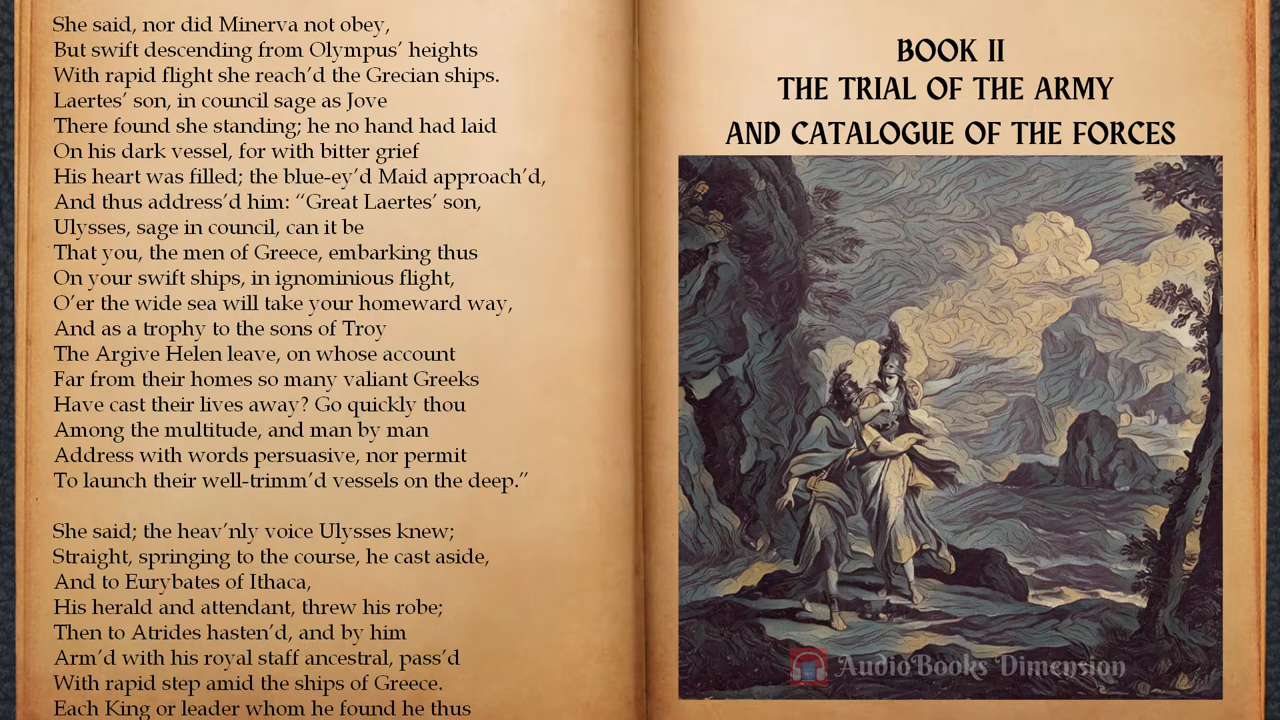 She said, nor did Minerva not obey,
But swift descending from Olympus’ heights
With rapid flight she reach’d the Grecian ships.
Laertes’ son, in council sage as Jove
There found she standing; he no hand had laid
On his dark vessel, for with bitter grief
His heart was filled; the blue-ey’d Maid approach’d,
And thus address’d him: “Great Laertes’ son,
Ulysses, sage in council, can it be
That you, the men of Greece, embarking thus
On your swift ships, in ignominious flight,
O’er the wide sea will take your homeward way,
And as a trophy to the sons of Troy
The Argive Helen leave, on whose account
Far from their homes so many valiant Greeks
Have cast their lives away? Go quickly thou
Among the multitude, and man by man
Address with words persuasive, nor permit
To launch their well-trimm’d vessels on the deep.”
She said; the heav’nly voice Ulysses knew;
Straight, springing to the course, he cast aside,
And to Eurybates of Ithaca,
His herald and attendant, threw his robe;
Then to Atrides hasten’d, and by him
Arm’d with his royal staff ancestral, pass’d
With rapid step amid the ships of Greece.
Each King or leader whom he found he thus
BOOK II
THE TRIAL OF THE ARMY
AND CATALOGUE OF THE FORCES
AudioBooks Dimension